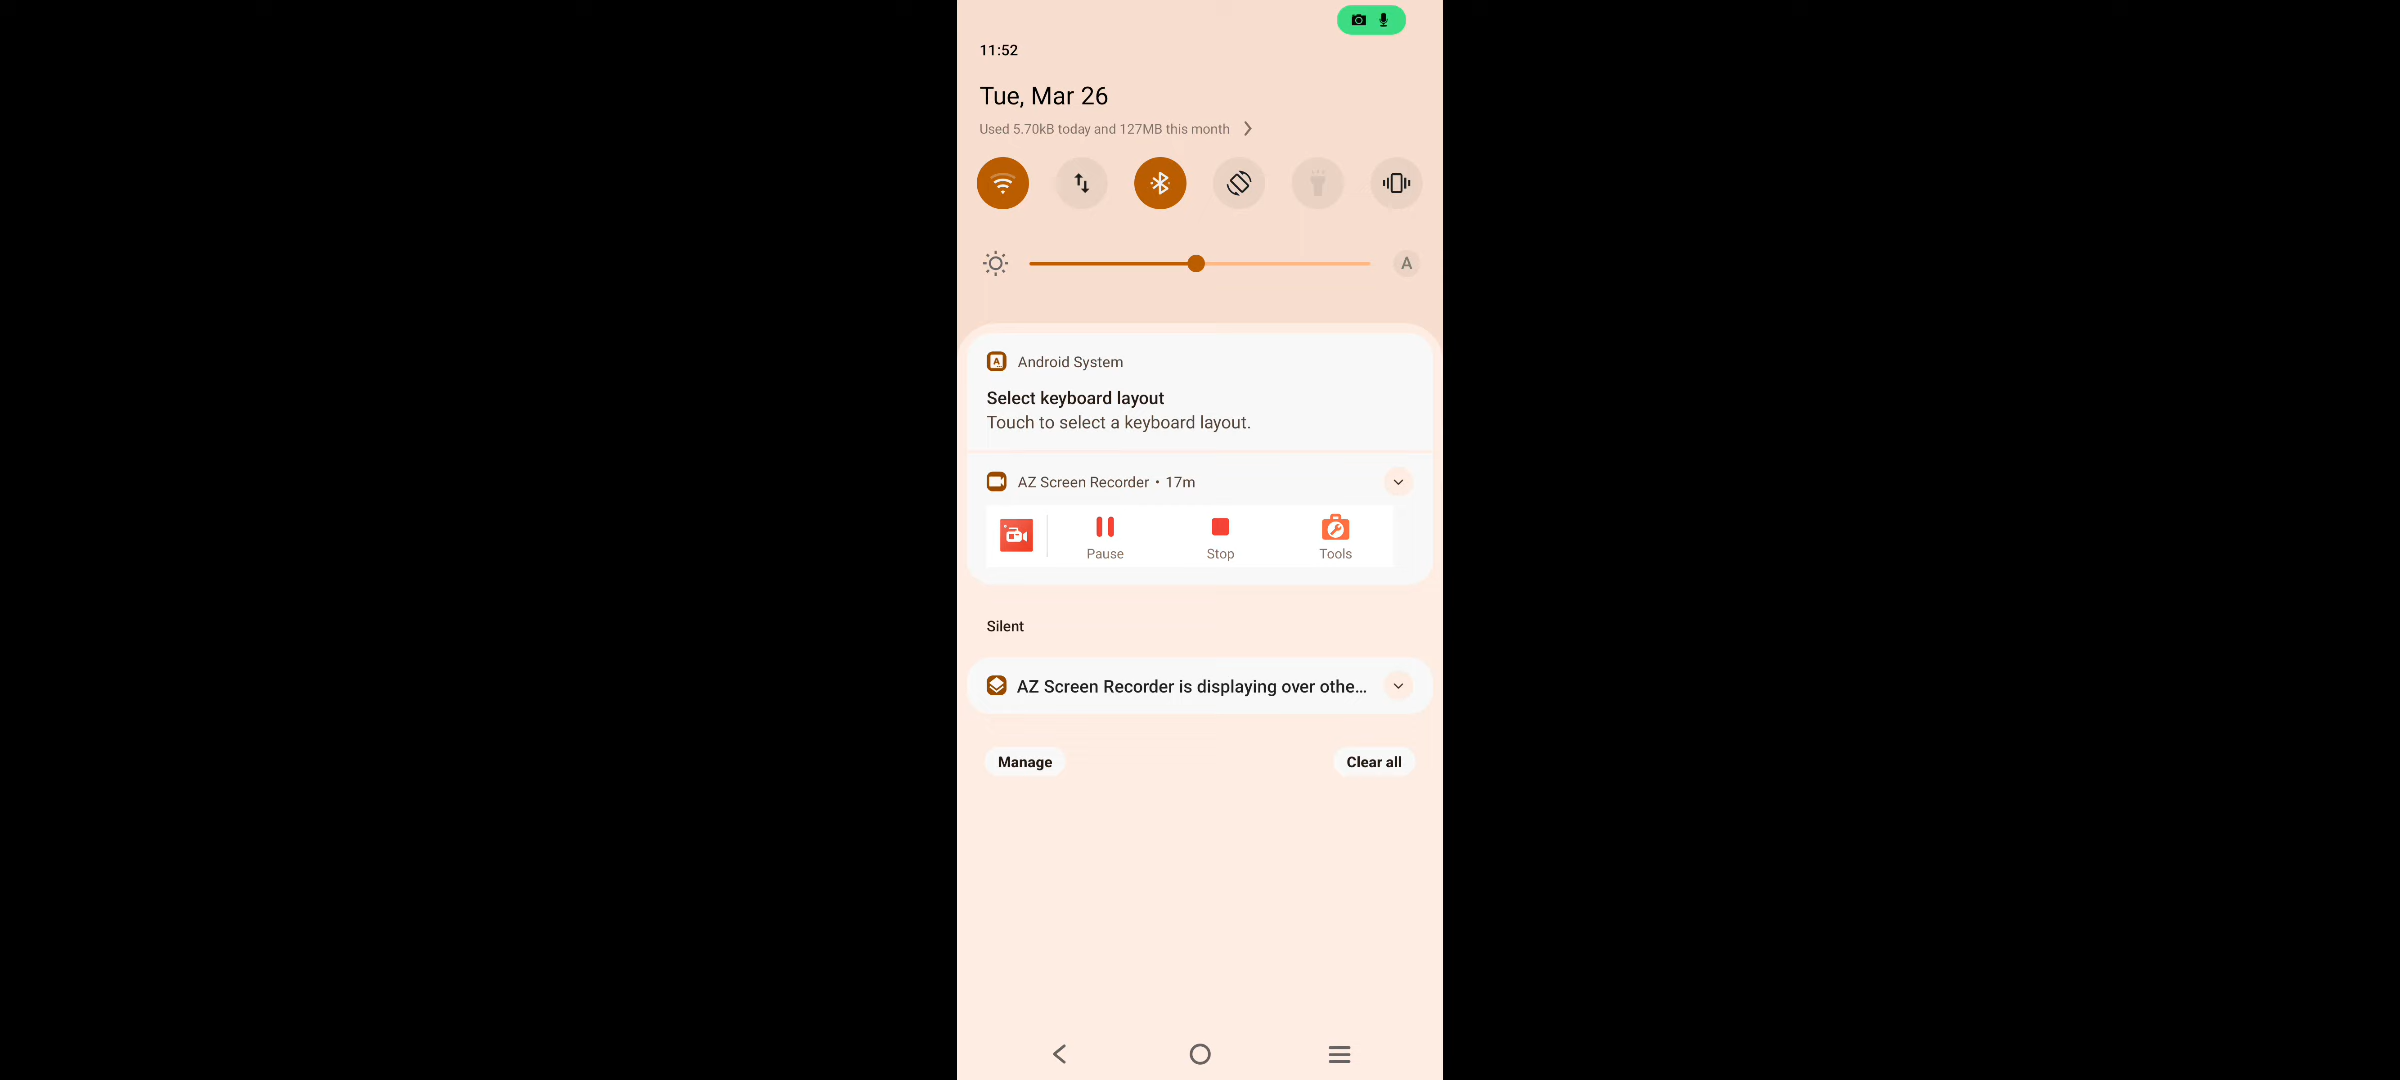 11:52
Tue, Mar 26
Used 5.70kB today and 127MB this month
A
Android System
Select keyboard layout
Touch to select a keyboard layout.
AZ Screen Recorder • 17m
Pause Stop Tools
Silent
AZ Screen Recorder is displaying over othe...
Manage Clear all